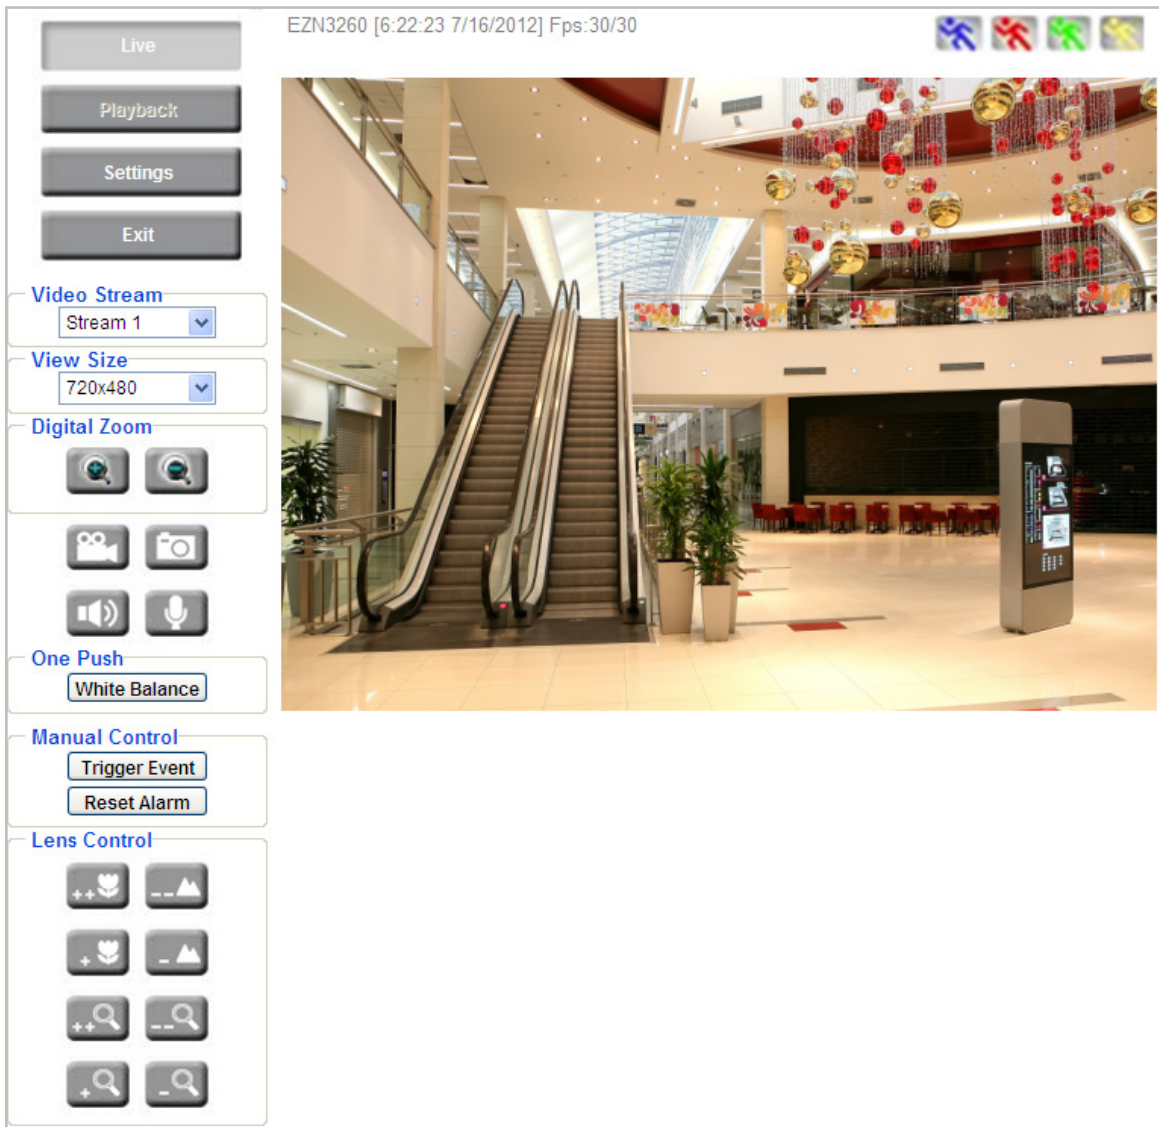 EZN3260 [6:22:23 7/16/2012] Fps:30/30
Live
Playback
Settings
Exit
Video Stream
Stream 1
View Size
720x480
Digital Zoom
One Push
White Balance
Manual Control
Trigger Event
Reset Alarm
Lens Control
++ --
+ -
++ --
+ -